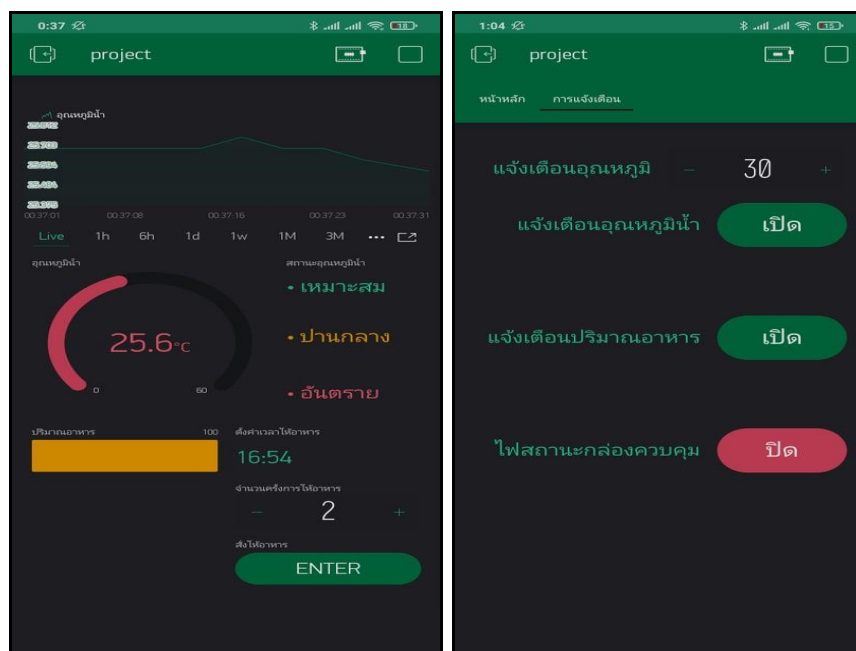 0:37
18
project
อุณหภูมิน้ำ
00:37:01 00:37:08 00:37:16 00:37:23 00:37:31
Live 1h 6h 1d 1w 1M 3M •••
อุณหภูมิน้ำ
25.6°C
0 60
สถานะอุณหภูมิน้ำ
• เหมาะสม
• ปานกลาง
• อันตราย
ปริมาณอาหาร 100
ตั้งค่าเวลาให้อาหาร
16:54
จำนวนครั้งการให้อาหาร
− 2 +
สั่งให้อาหาร
ENTER
1:04
15
project
หน้าหลัก การแจ้งเตือน
แจ้งเตือนอุณหภูมิ − 30 +
แจ้งเตือนอุณหภูมิน้ำ เปิด
แจ้งเตือนปริมาณอาหาร เปิด
ไฟสถานะกล่องควบคุม ปิด